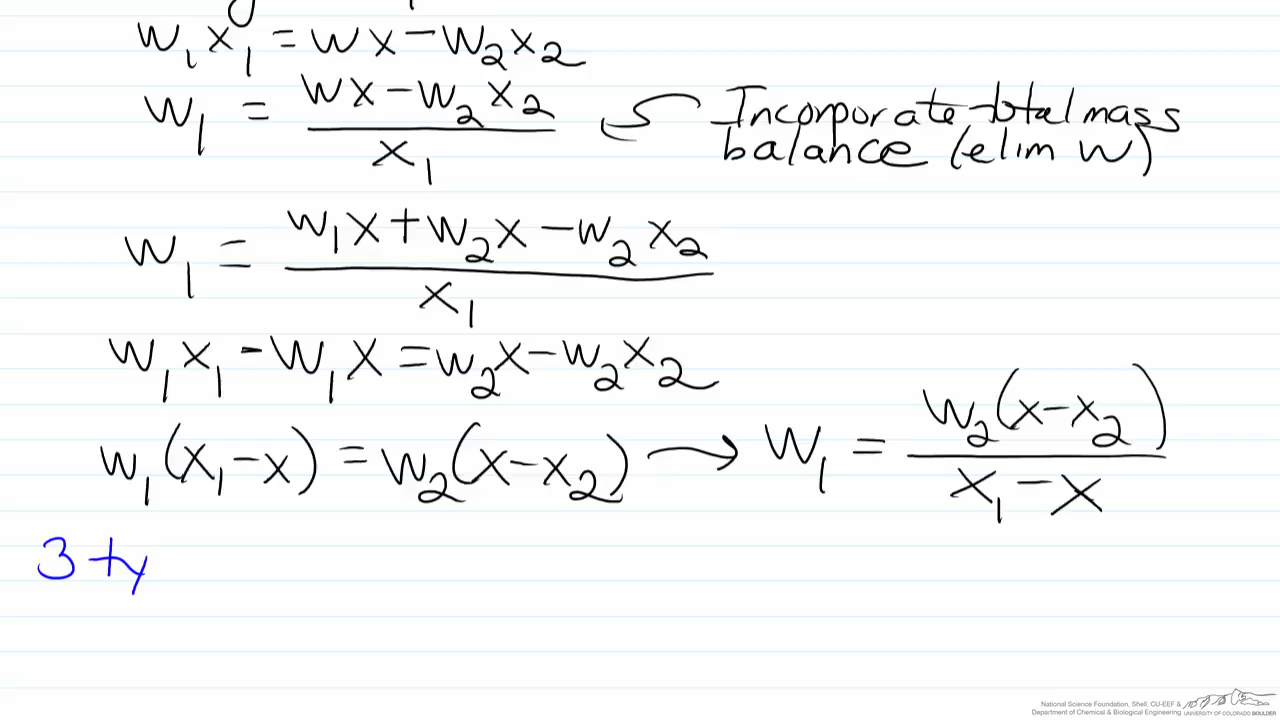 w₁x₁ = wx - w₂x₂
w₁ = (wx - w₂x₂)/x₁ Incorporate total mass
balance (elim w)
w₁ = (w₁x + w₂x - w₂x₂)/x₁
w₁x₁ - w₁x = w₂x - w₂x₂
w₁(x₁ - x) = w₂(x - x₂) → w₁ = w₂(x - x₂)/(x₁ - x)
3 ty
National Science Foundation, Shell, CU-EEF &
Department of Chemical & Biological Engineering UNIVERSITY OF COLORADO BOULDER